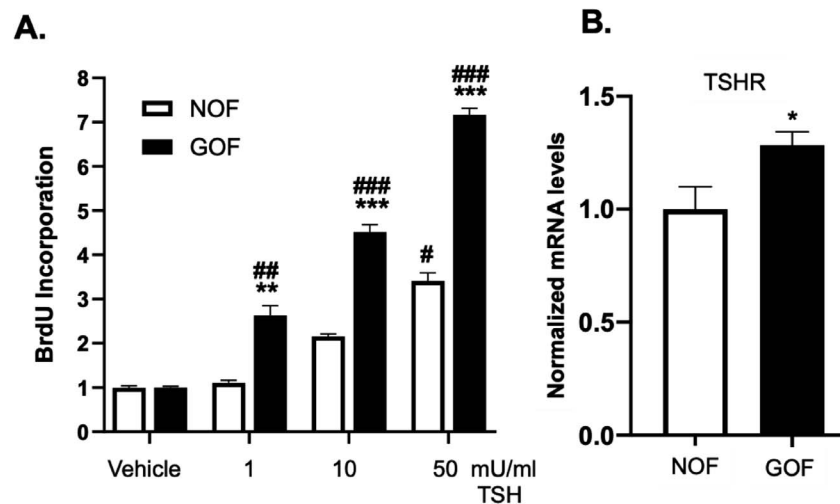 A.
BrdU Incorporation
8
7
6
5
4
3
2
1
0
NOF
GOF
##
**
###
***
#
###
***
Vehicle 1 10 50 mU/ml
TSH
B.
TSHR
Normalized mRNA levels
1.5
1.0
0.5
0.0
*
NOF GOF